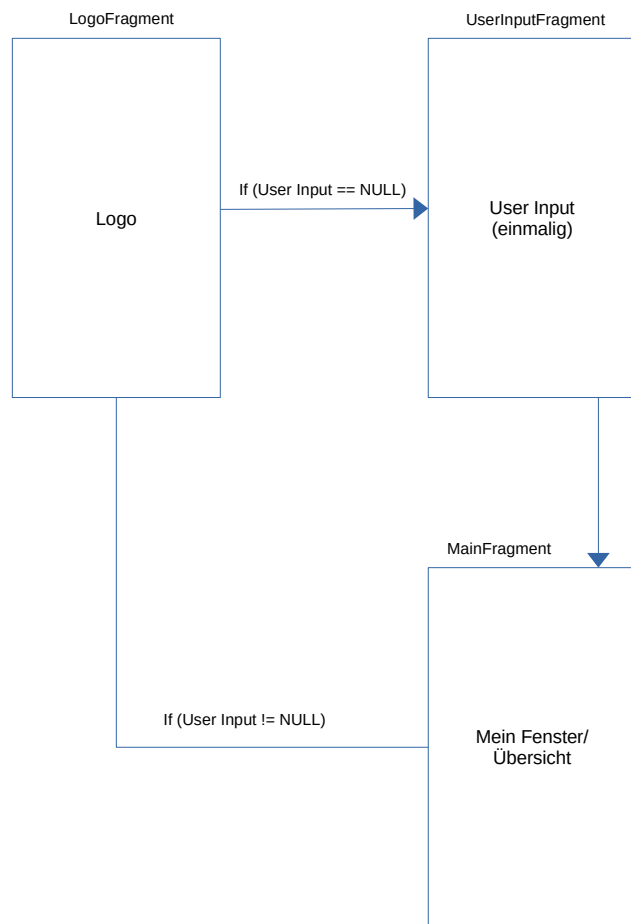 LogoFragment
UserInputFragment
If (User Input == NULL)
Logo
User Input
(einmalig)
MainFragment
If (User Input != NULL)
Mein Fenster/
Übersicht